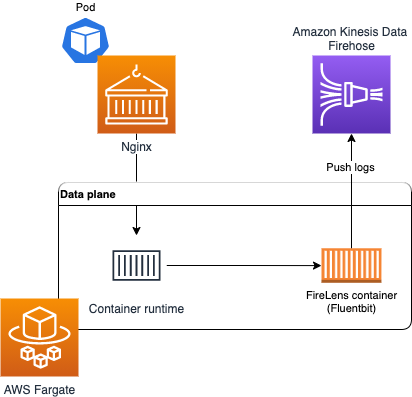 Pod
Amazon Kinesis Data
Firehose
Nginx
Push logs
Data plane
Container runtime
FireLens container
(Fluentbit)
AWS Fargate